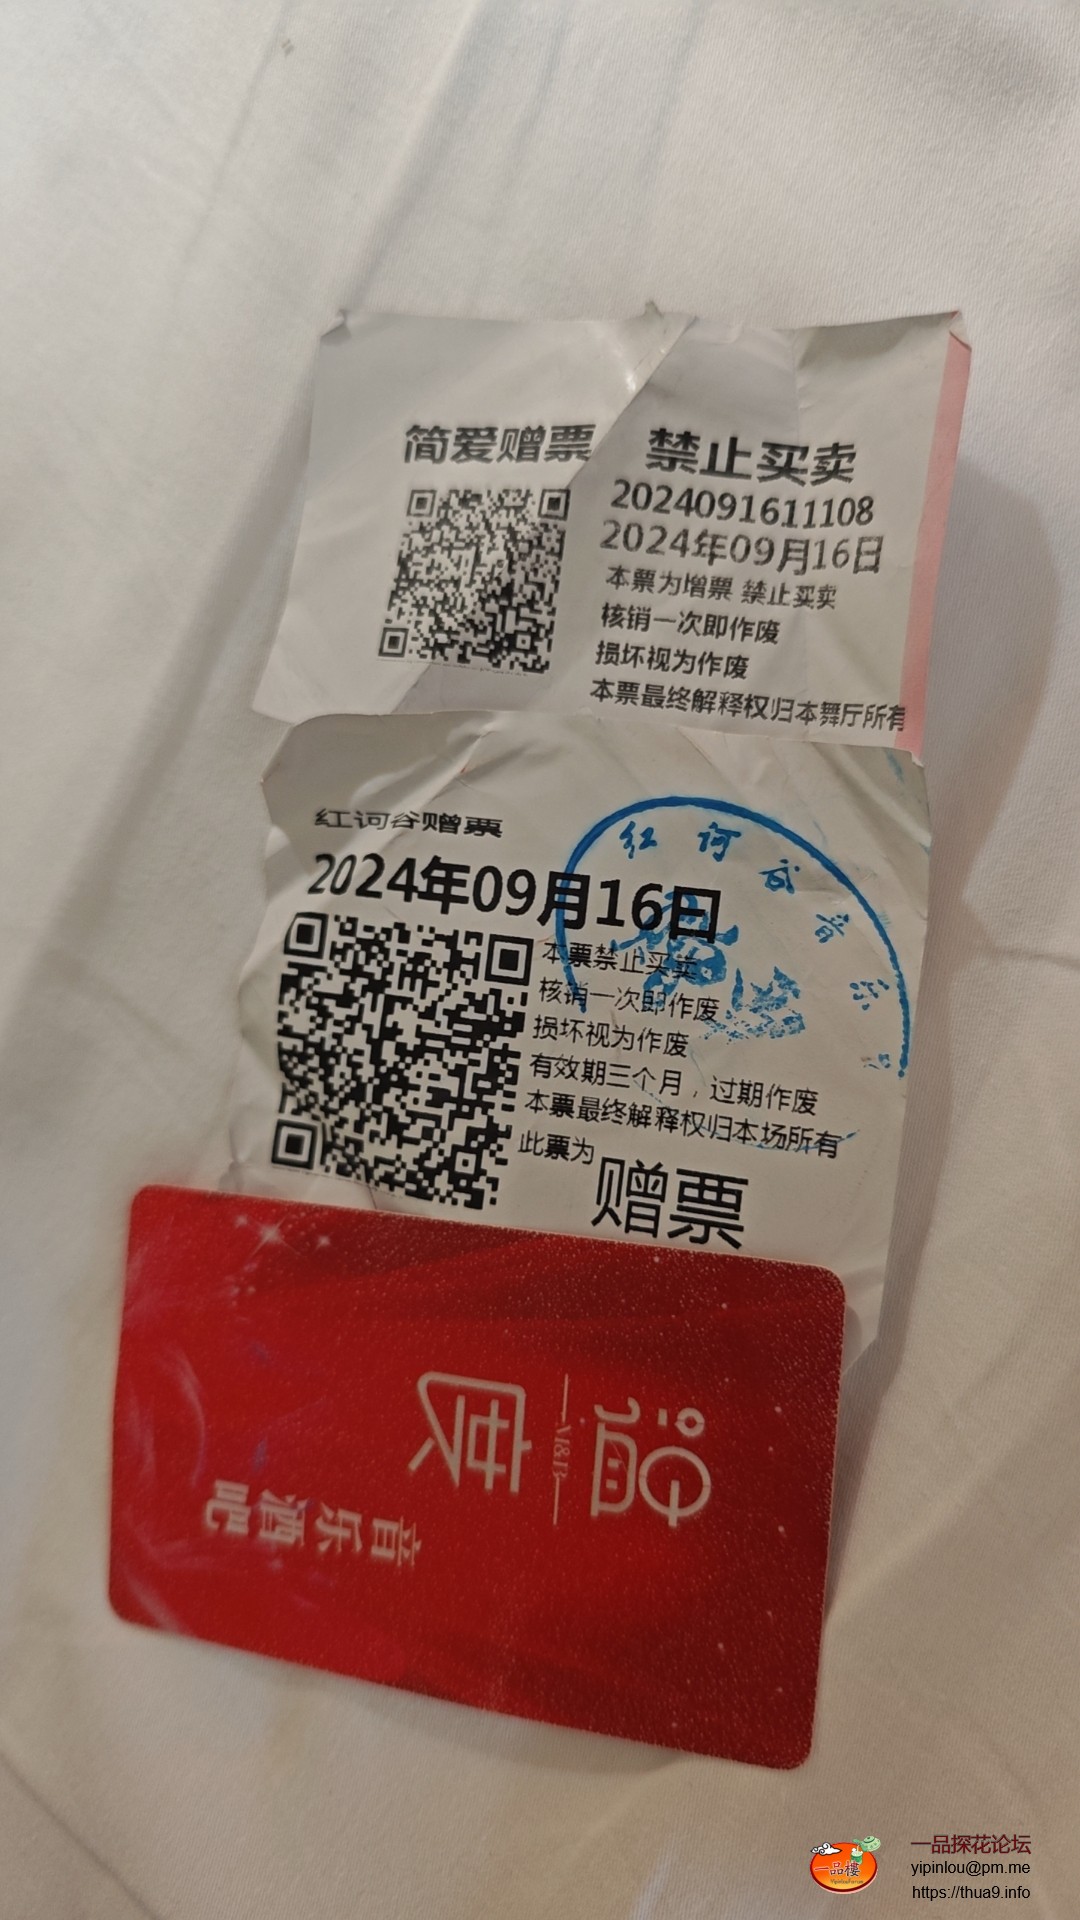 简爱赠票
禁止买卖
2024091611108
2024年09月16日
本票为增票 禁止买卖
核销一次即作废
损坏视为作废
本票最终解释权归本舞厅所有
红诃谷赠票
2024年09月16日
本票禁止买卖
核销一次即作废
损坏视为作废
有效期三个月，过期作废
本票最终解释权归本场所有
此票为 赠票
温度
M&B
音乐酒吧
一品楼
一品探花论坛
yipinlou@pm.me
https://thua9.info